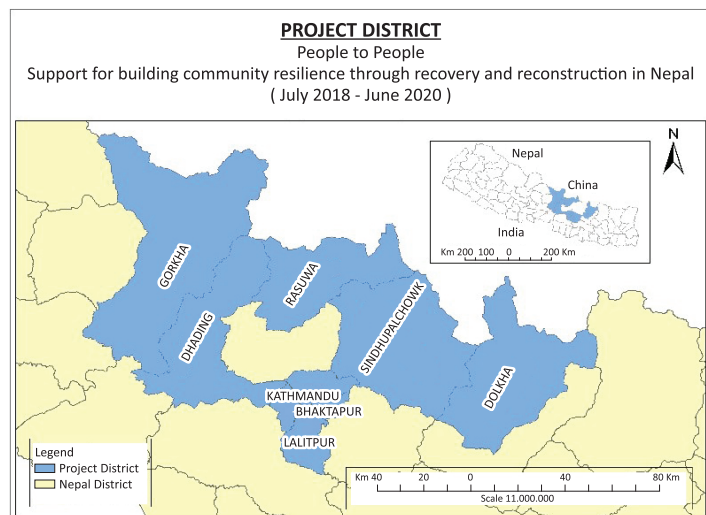 PROJECT DISTRICT
People to People
Support for building community resilience through recovery and reconstruction in Nepal
( July 2018 - June 2020 )
N
Nepal
China
India
Km 200 100 0 200 Km
GORKHA
DHADING
RASUWA
SINDHUPALCHOWK
DOLKHA
KATHMANDU
BHAKTAPUR
LALITPUR
Legend
Project District
Nepal District
Km 40 20 0 40 80 Km
Scale 11.000.000